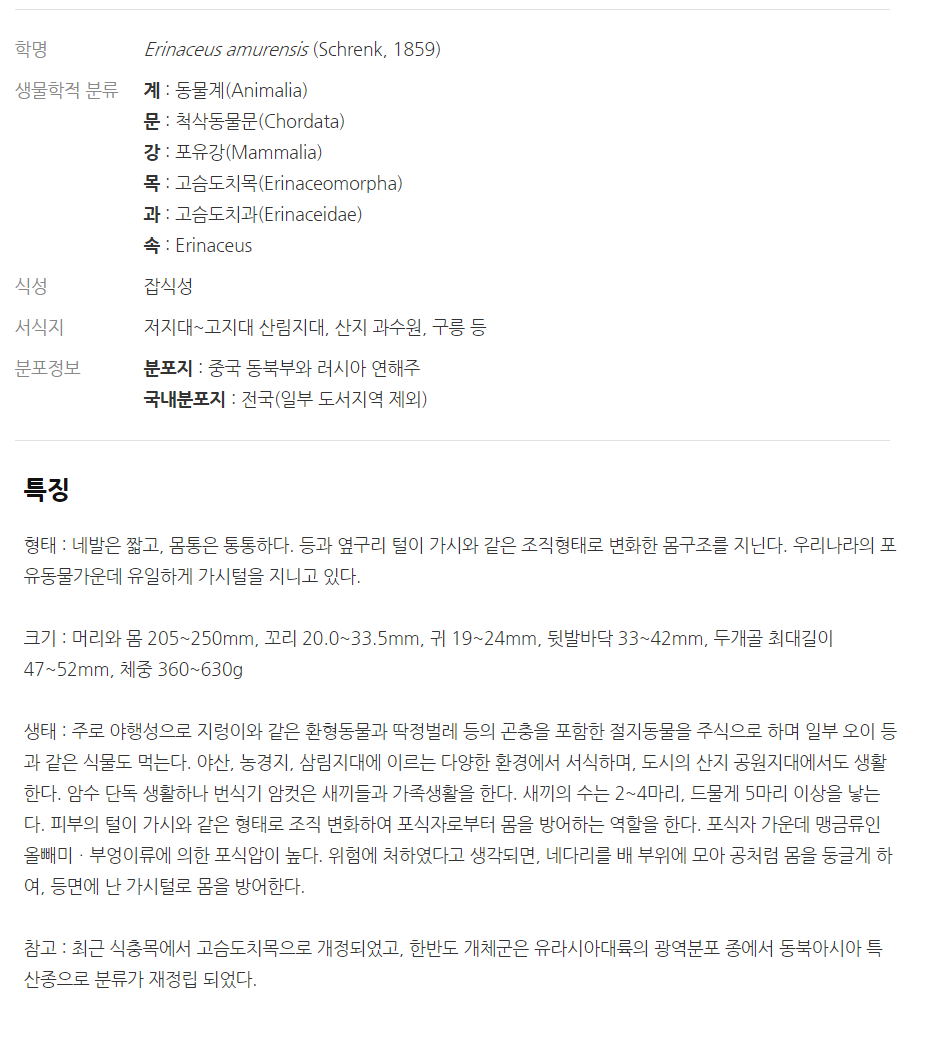 학명 Erinaceus amurensis (Schrenk, 1859)
생물학적 분류 계 : 동물계(Animalia)
문 : 척삭동물문(Chordata)
강 : 포유강(Mammalia)
목 : 고슴도치목(Erinaceomorpha)
과 : 고슴도치과(Erinaceidae)
속 : Erinaceus
식성 잡식성
서식지 저지대~고지대 산림지대, 산지 과수원, 구릉 등
분포정보 분포지 : 중국 동북부와 러시아 연해주
국내분포지 : 전국(일부 도서지역 제외)
특징
형태 : 네발은 짧고, 몸통은 통통하다. 등과 옆구리 털이 가시와 같은 조직형태로 변화한 몸구조를 지닌다. 우리나라의 포
유동물가운데 유일하게 가시털을 지니고 있다.
크기 : 머리와 몸 205~250mm, 꼬리 20.0~33.5mm, 귀 19~24mm, 뒷발바닥 33~42mm, 두개골 최대길이
47~52mm, 체중 360~630g
생태 : 주로 야행성으로 지렁이와 같은 환형동물과 딱정벌레 등의 곤충을 포함한 절지동물을 주식으로 하며 일부 오이 등
과 같은 식물도 먹는다. 야산, 농경지, 삼림지대에 이르는 다양한 환경에서 서식하며, 도시의 산지 공원지대에서도 생활
한다. 암수 단독 생활하나 번식기 암컷은 새끼들과 가족생활을 한다. 새끼의 수는 2~4마리, 드물게 5마리 이상을 낳는
다. 피부의 털이 가시와 같은 형태로 조직 변화하여 포식자로부터 몸을 방어하는 역할을 한다. 포식자 가운데 맹금류인
올빼미ㆍ부엉이류에 의한 포식압이 높다. 위험에 처하였다고 생각되면, 네다리를 배 부위에 모아 공처럼 몸을 둥글게 하
여, 등면에 난 가시털로 몸을 방어한다.
참고 : 최근 식충목에서 고슴도치목으로 개정되었고, 한반도 개체군은 유라시아대륙의 광역분포 종에서 동북아시아 특
산종으로 분류가 재정립 되었다.